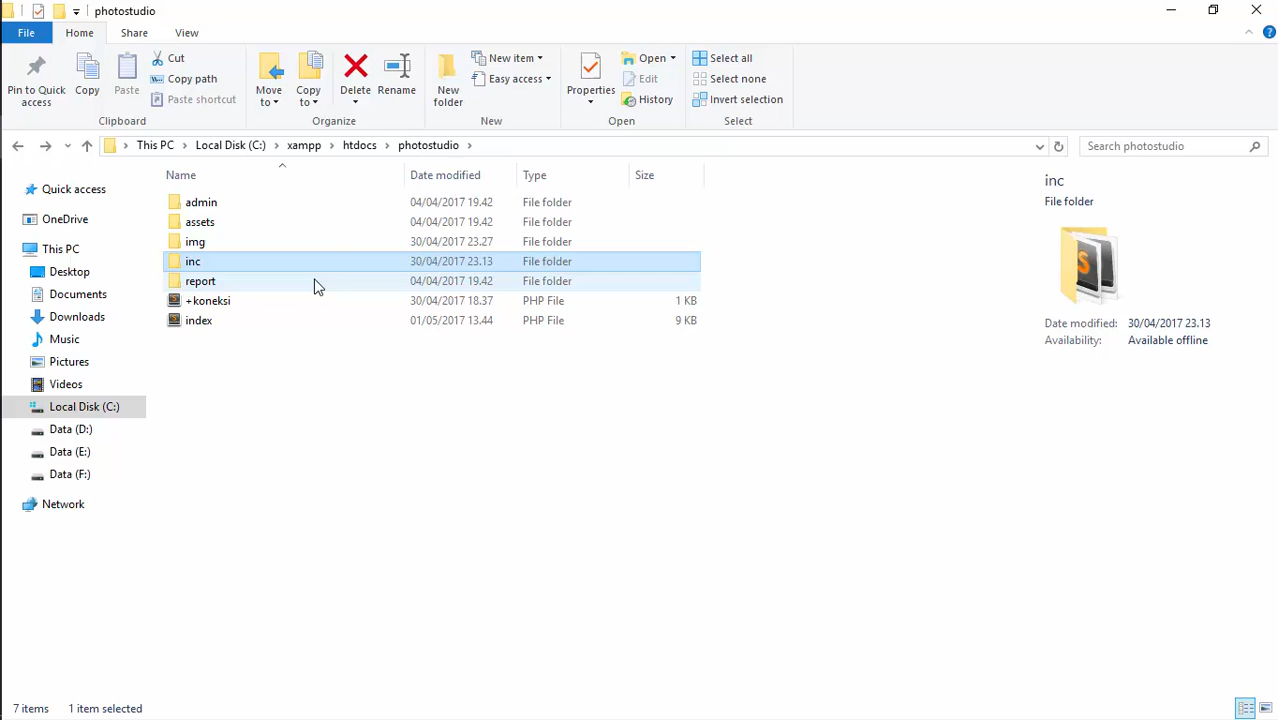 photostudio
File Home Share View
Pin to Quick access
Copy
Paste
Cut
Copy path
Paste shortcut
Clipboard
Move to
Copy to
Delete
Rename
Organize
New folder
New item
Easy access
New
Properties
Open
Edit
History
Open
Select all
Select none
Invert selection
Select
This PC Local Disk (C:) xampp htdocs photostudio
Search photostudio
Quick access
OneDrive
This PC
Desktop
Documents
Downloads
Music
Pictures
Videos
Local Disk (C:)
Data (D:)
Data (E:)
Data (F:)
Network
Name Date modified Type Size
admin 04/04/2017 19.42 File folder
assets 04/04/2017 19.42 File folder
img 30/04/2017 23.27 File folder
inc 30/04/2017 23.13 File folder
report 04/04/2017 19.42 File folder
+koneksi 30/04/2017 18.37 PHP File 1 KB
index 01/05/2017 13.44 PHP File 9 KB
inc
File folder
Date modified: 30/04/2017 23.13
Availability: Available offline
7 items 1 item selected